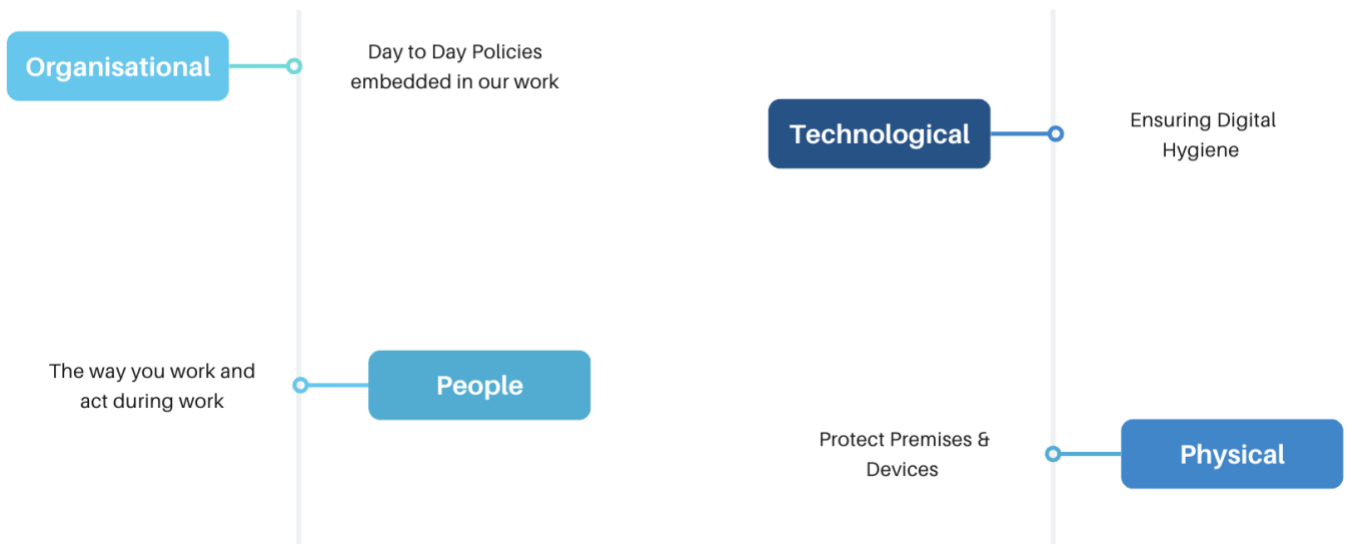 Organisational
Day to Day Policies
embedded in our work
The way you work and
act during work
People
Technological
Ensuring Digital
Hygiene
Protect Premises &
Devices
Physical